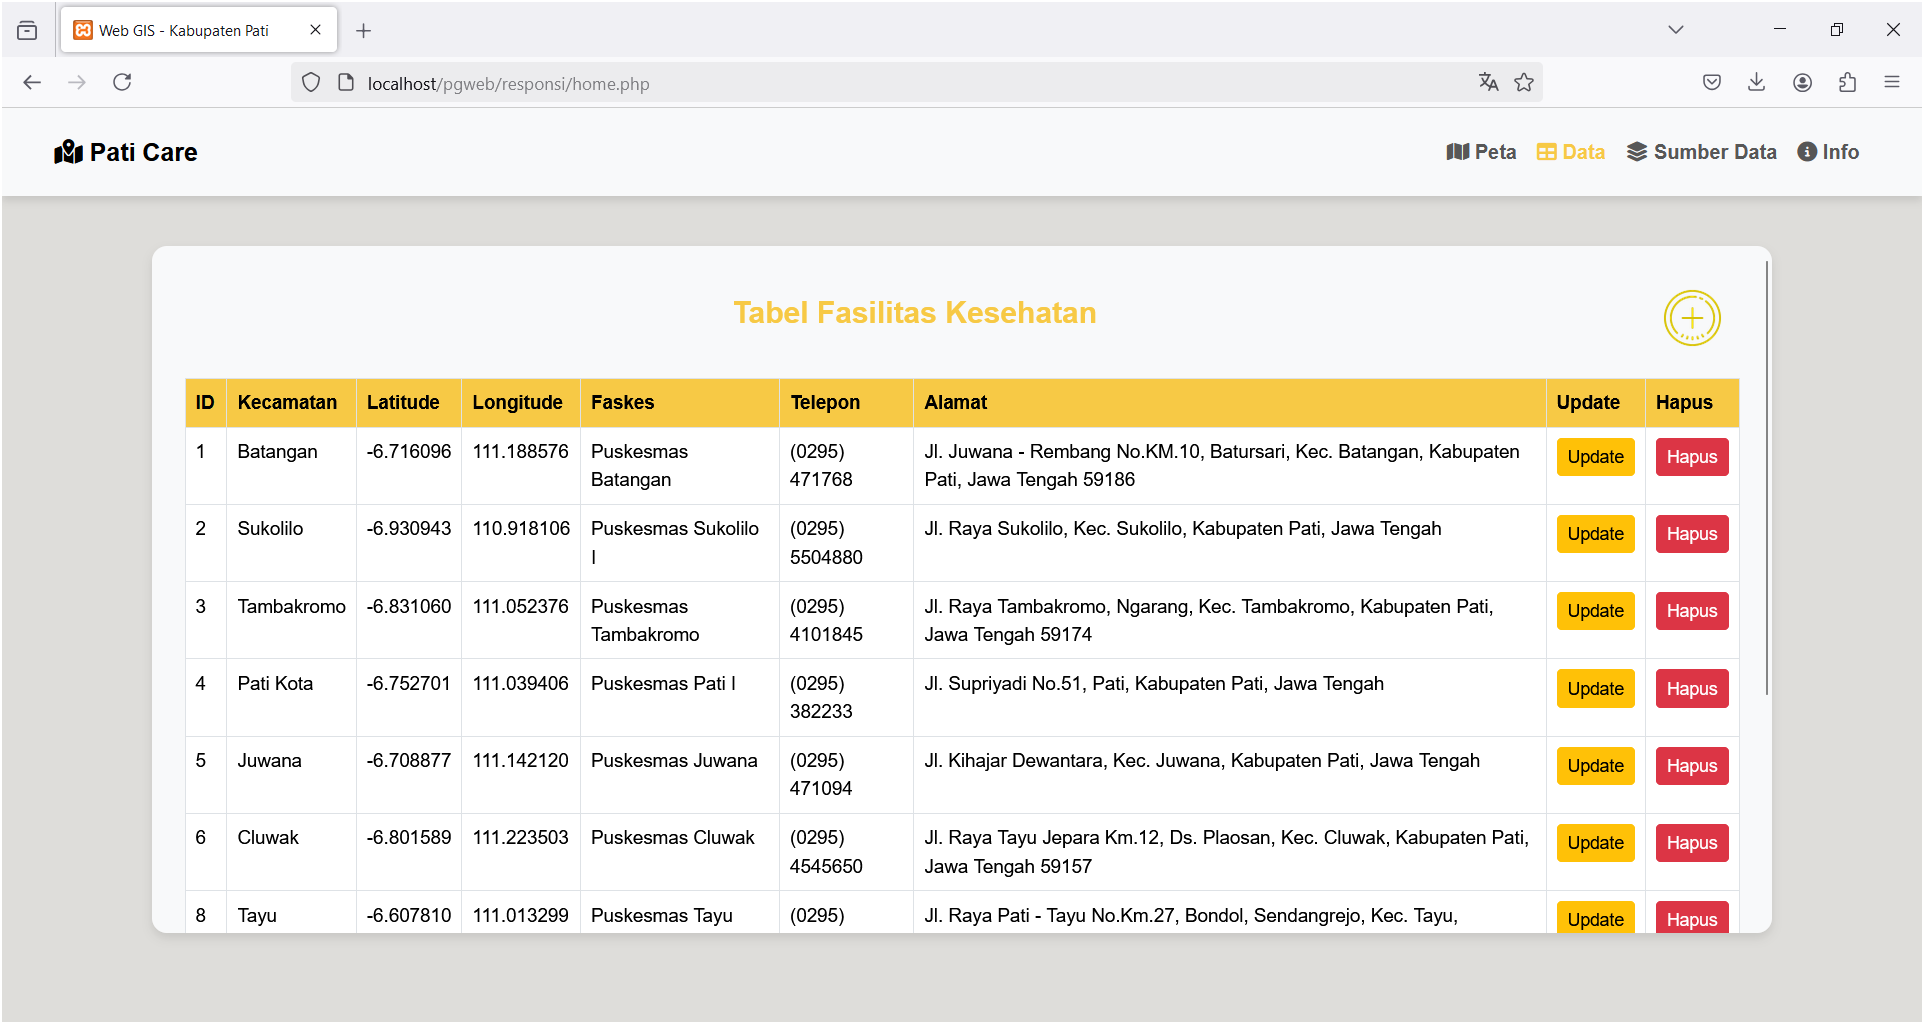 Web GIS - Kabupaten Pati
localhost/pgweb/responsi/home.php
Pati Care
Peta Data Sumber Data Info
Tabel Fasilitas Kesehatan
ID Kecamatan Latitude Longitude Faskes Telepon Alamat Update Hapus
1 Batangan -6.716096 111.188576 Puskesmas (0295) Jl. Juwana - Rembang No.KM.10, Batursari, Kec. Batangan, Kabupaten Update Hapus
Batangan 471768 Pati, Jawa Tengah 59186
2 Sukolilo -6.930943 110.918106 Puskesmas Sukolilo (0295) Jl. Raya Sukolilo, Kec. Sukolilo, Kabupaten Pati, Jawa Tengah Update Hapus
I 5504880
3 Tambakromo -6.831060 111.052376 Puskesmas (0295) Jl. Raya Tambakromo, Ngarang, Kec. Tambakromo, Kabupaten Pati, Update Hapus
Tambakromo 4101845 Jawa Tengah 59174
4 Pati Kota -6.752701 111.039406 Puskesmas Pati I (0295) Jl. Supriyadi No.51, Pati, Kabupaten Pati, Jawa Tengah Update Hapus
382233
5 Juwana -6.708877 111.142120 Puskesmas Juwana (0295) Jl. Kihajar Dewantara, Kec. Juwana, Kabupaten Pati, Jawa Tengah Update Hapus
471094
6 Cluwak -6.801589 111.223503 Puskesmas Cluwak (0295) Jl. Raya Tayu Jepara Km.12, Ds. Plaosan, Kec. Cluwak, Kabupaten Pati, Update Hapus
4545650 Jawa Tengah 59157
8 Tayu -6.607810 111.013299 Puskesmas Tayu (0295) Jl. Raya Pati - Tayu No.Km.27, Bondol, Sendangrejo, Kec. Tayu, Update Hapus